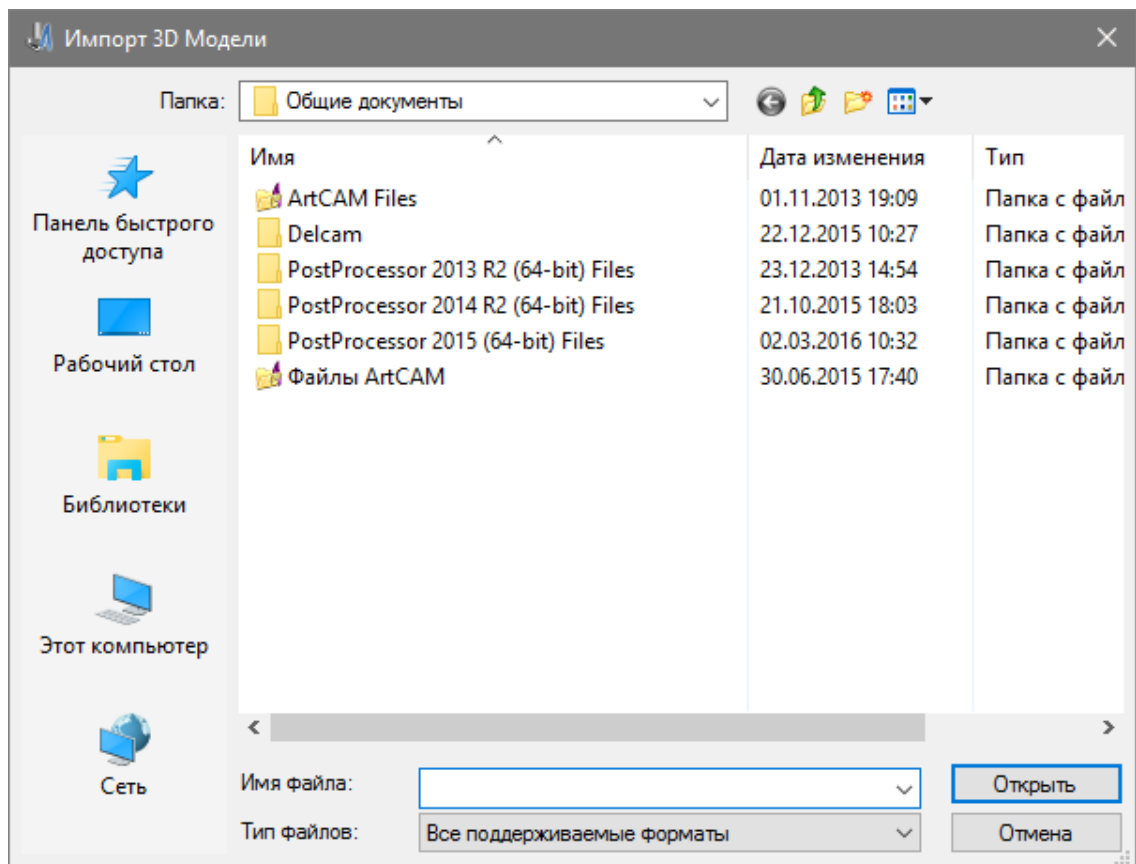 Импорт 3D Модели
Папка: Общие документы
Имя Дата изменения Тип
ArtCAM Files 01.11.2013 19:09 Папка с файл
Delcam 22.12.2015 10:27 Папка с файл
PostProcessor 2013 R2 (64-bit) Files 23.12.2013 14:54 Папка с файл
PostProcessor 2014 R2 (64-bit) Files 21.10.2015 18:03 Папка с файл
PostProcessor 2015 (64-bit) Files 02.03.2016 10:32 Папка с файл
Файлы ArtCAM 30.06.2015 17:40 Папка с файл
Панель быстрого
доступа
Рабочий стол
Библиотеки
Этот компьютер
Сеть
Имя файла: Открыть
Тип файлов: Все поддерживаемые форматы Отмена